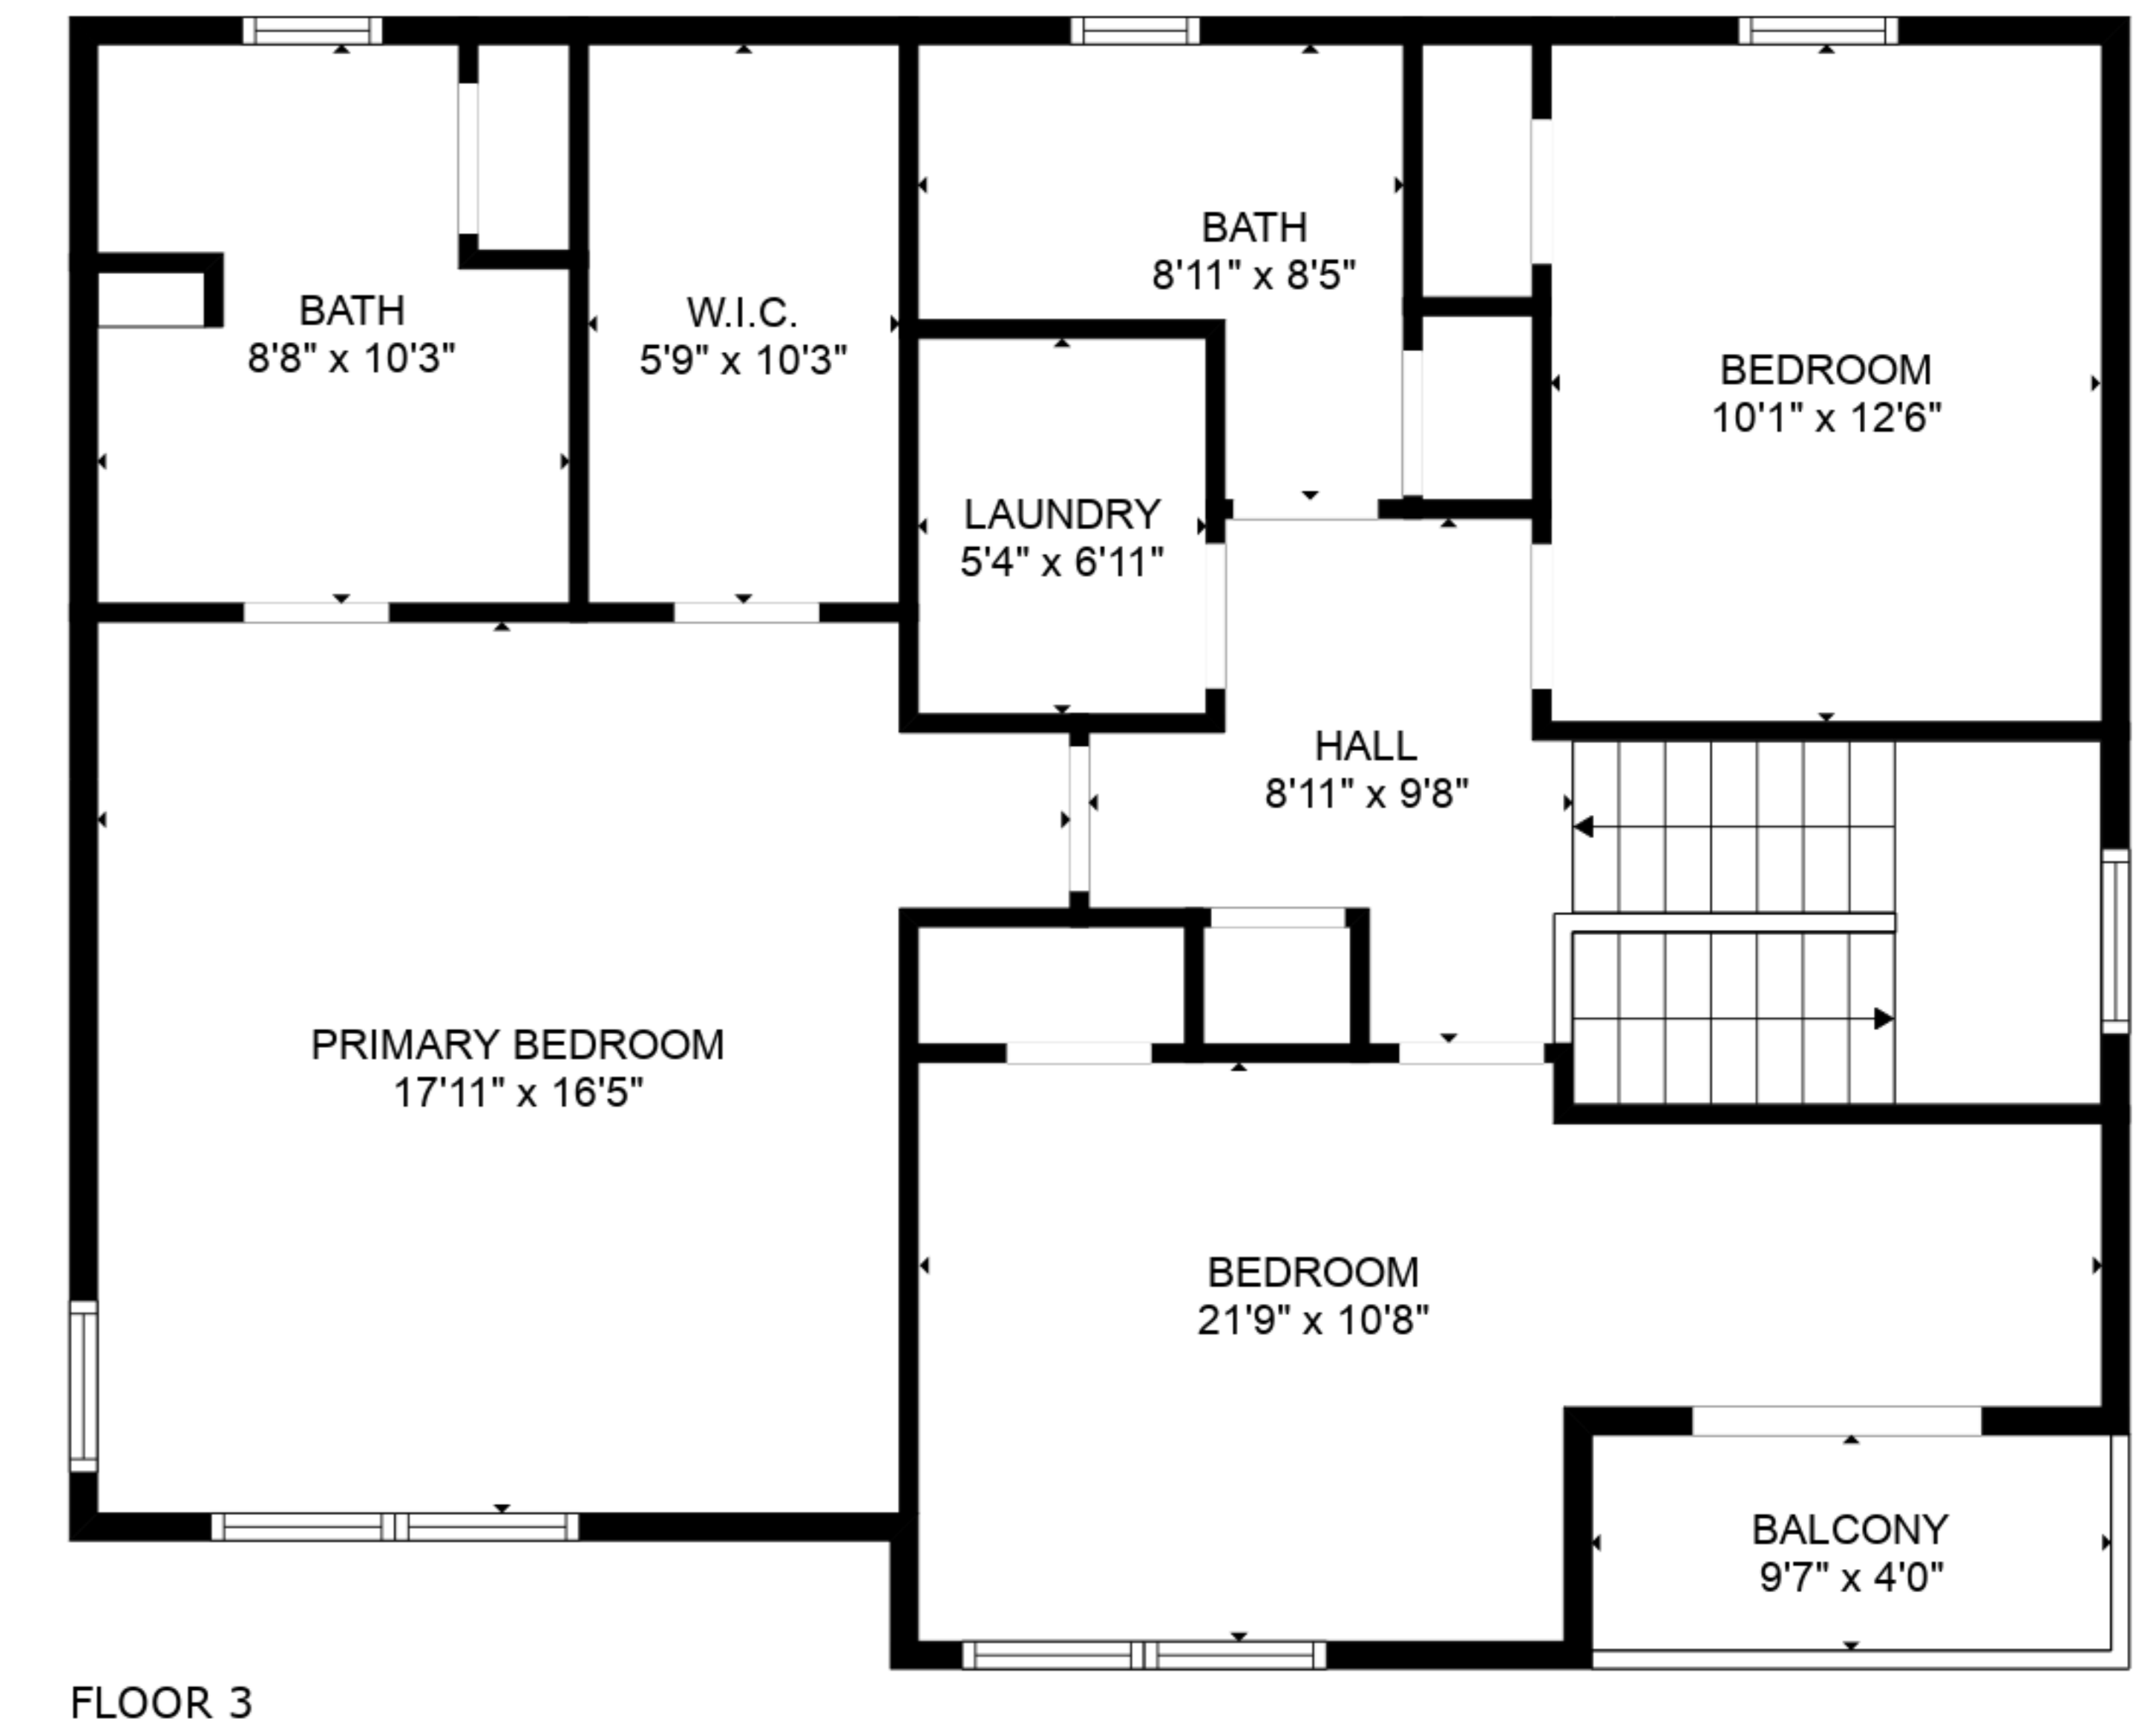 BATH
8'8" x 10'3"
W.I.C.
5'9" x 10'3"
BATH
8'11" x 8'5"
BEDROOM
10'1" x 12'6"
LAUNDRY
5'4" x 6'11"
HALL
8'11" x 9'8"
PRIMARY BEDROOM
17'11" x 16'5"
BEDROOM
21'9" x 10'8"
BALCONY
9'7" x 4'0"
FLOOR 3